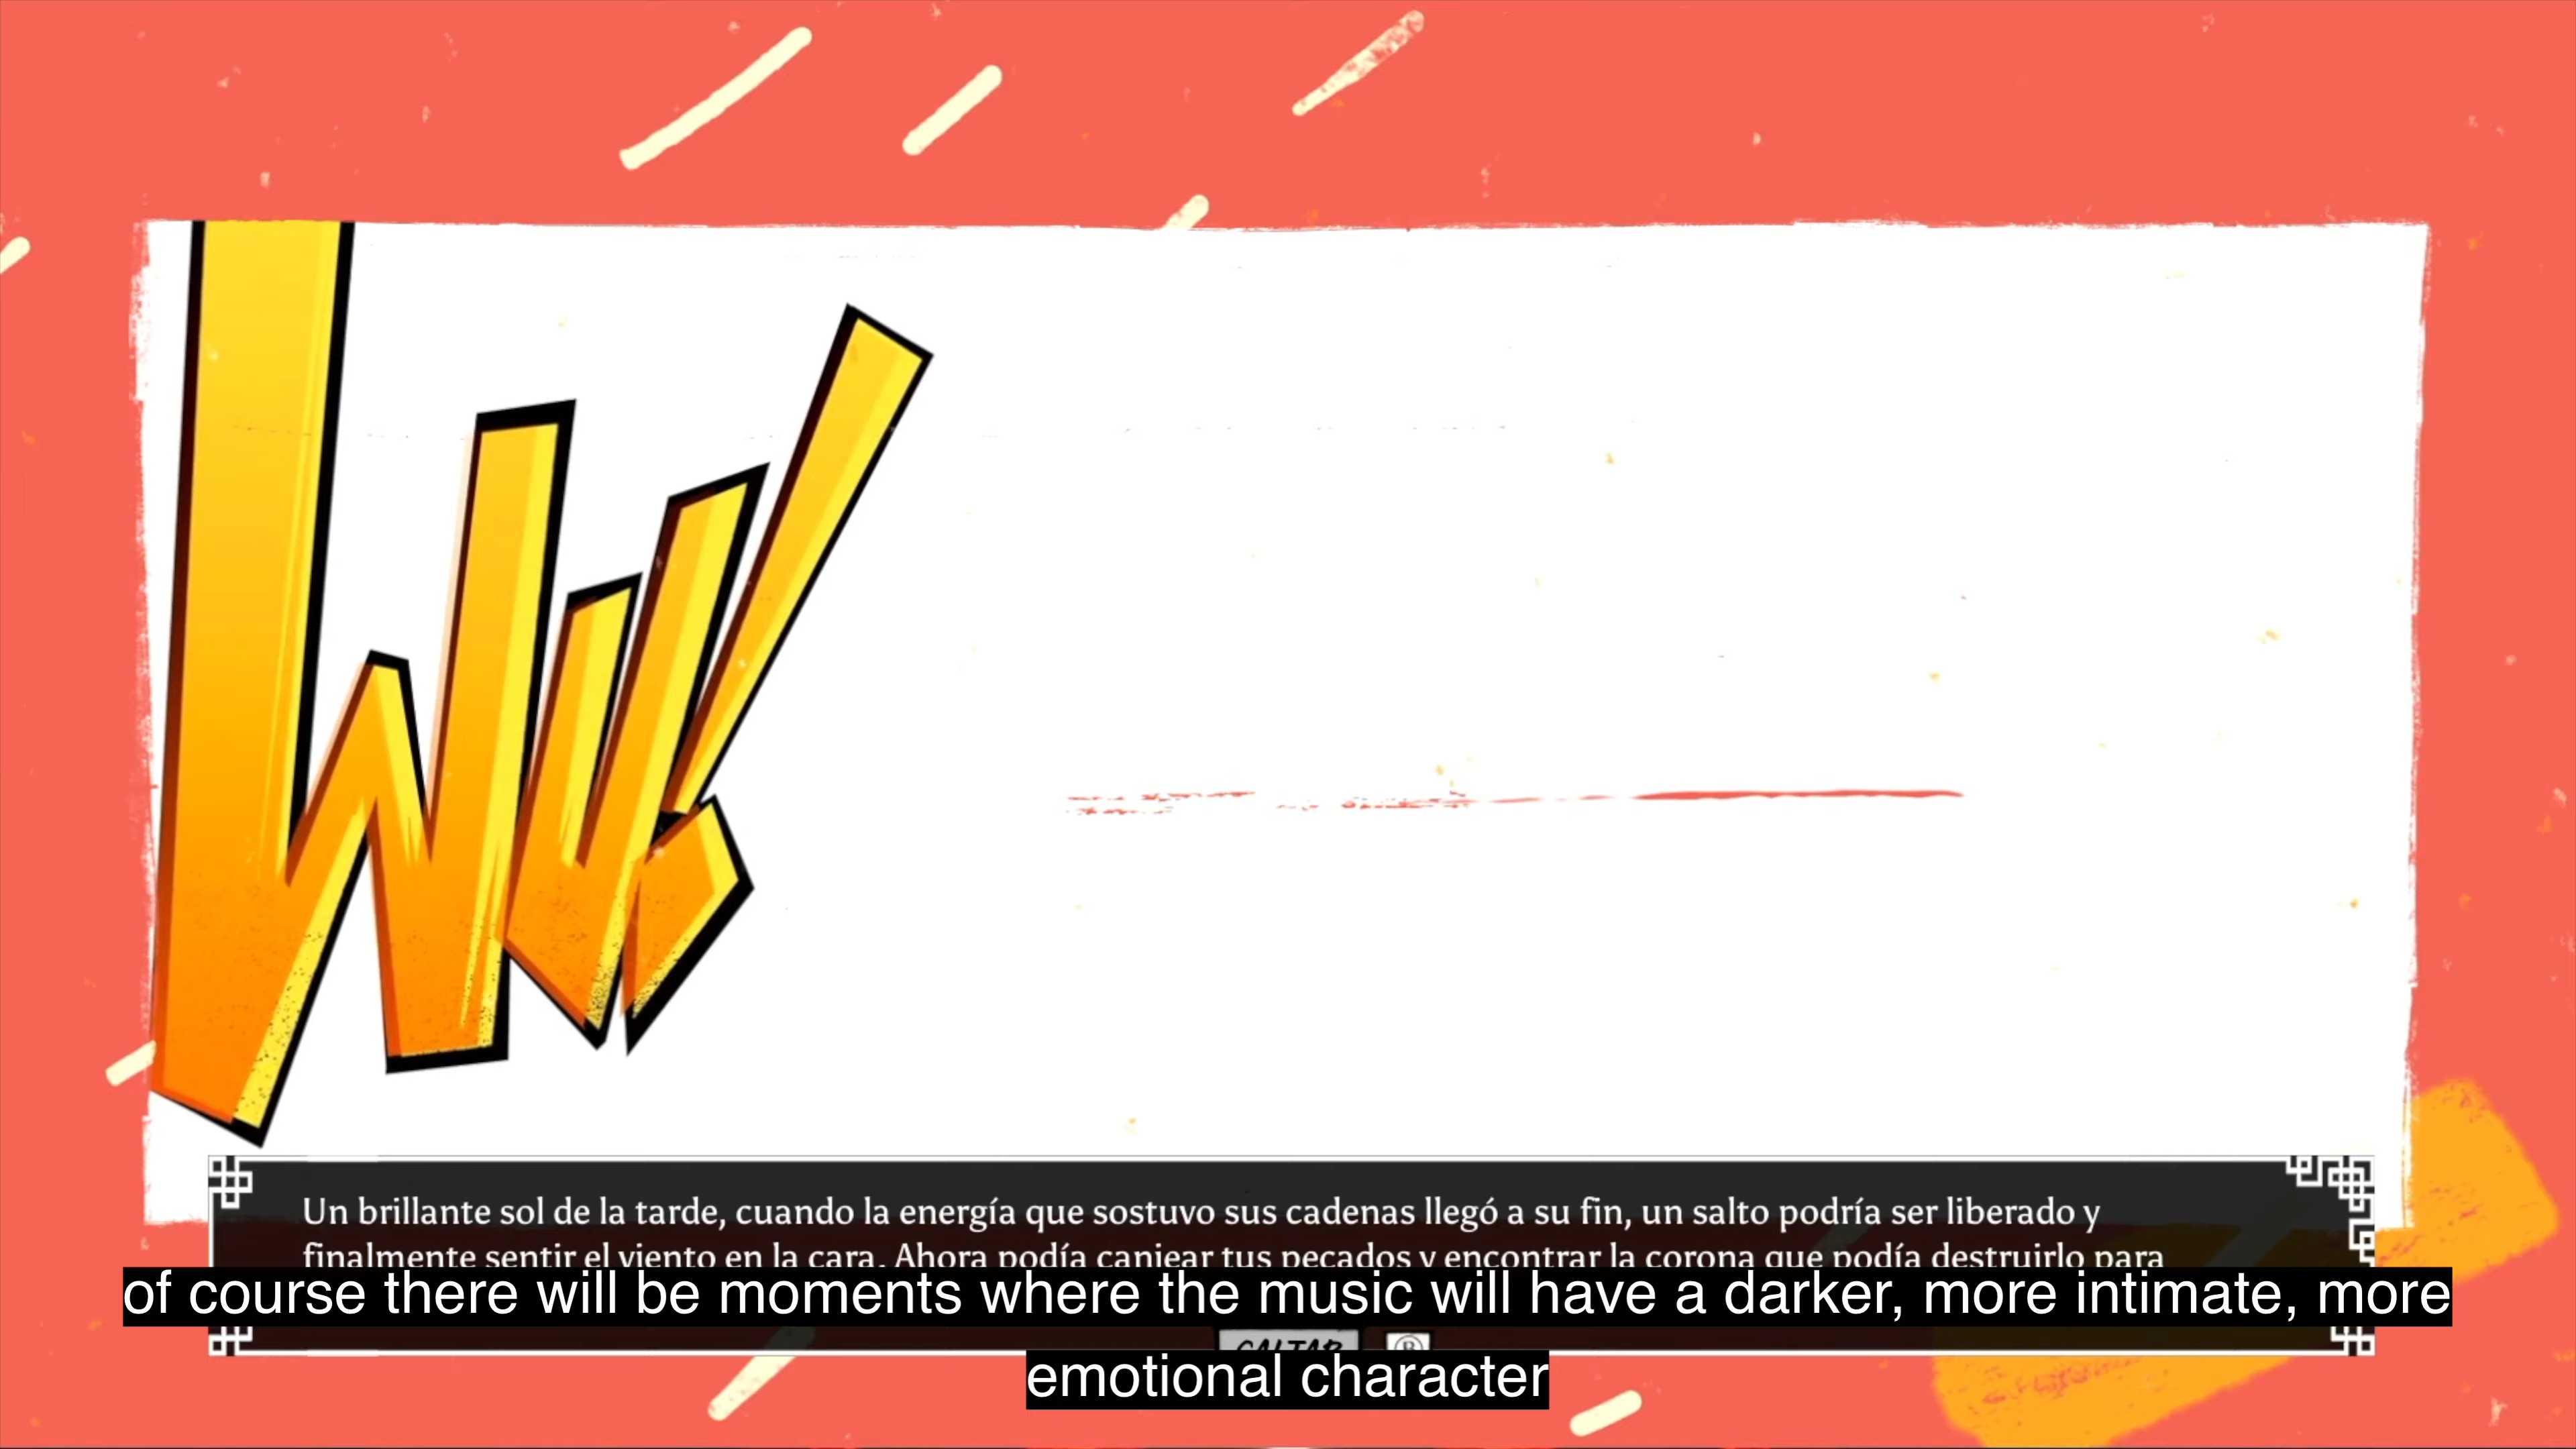 Un brillante sol de la tarde, cuando la energía que sostuvo sus cadenas llegó a su fin, un salto podría ser liberado y
finalmente sentir el viento en la cara. Ahora podía canjear tus pecados y encontrar la corona que podía destruirlo para
of course there will be moments where the music will have a darker, more intimate, more
SALTAR Ⓑ
emotional character